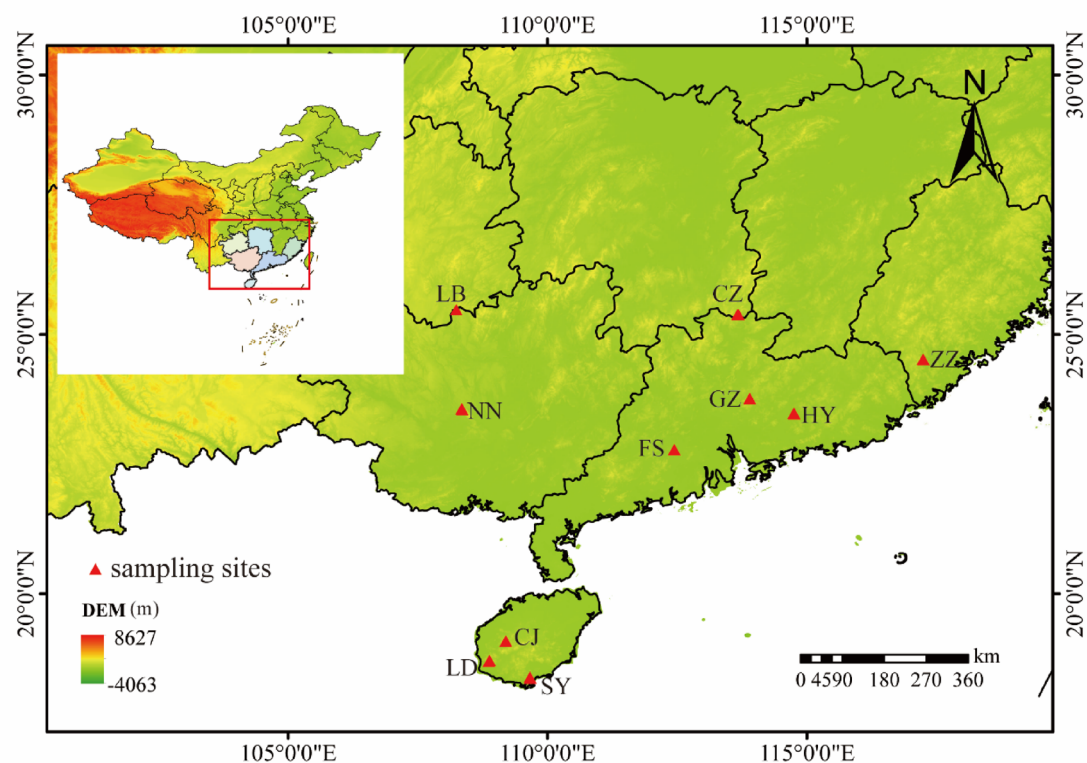 105°0'0"E 110°0'0"E 115°0'0"E
30°0'0"N
30°0'0"N
N
LB
CZ
25°0'0"N
25°0'0"N
ZZ
GZ
HY
NN
FS
sampling sites
DEM (m)
8627
-4063
20°0'0"N
20°0'0"N
CJ
LD
SY
km
0 4590 180 270 360
105°0'0"E 110°0'0"E 115°0'0"E